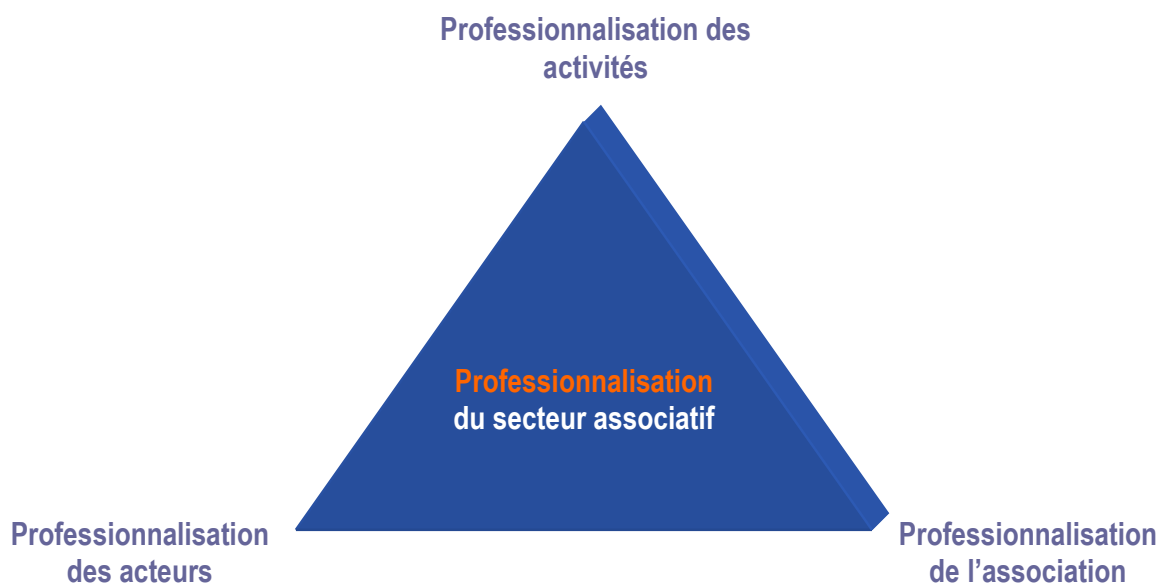 Professionnalisation des
activités
Professionnalisation
du secteur associatif
Professionnalisation
des acteurs
Professionnalisation
de l’association